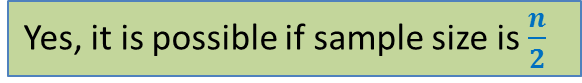 Yes, it is possible if sample size is n/2